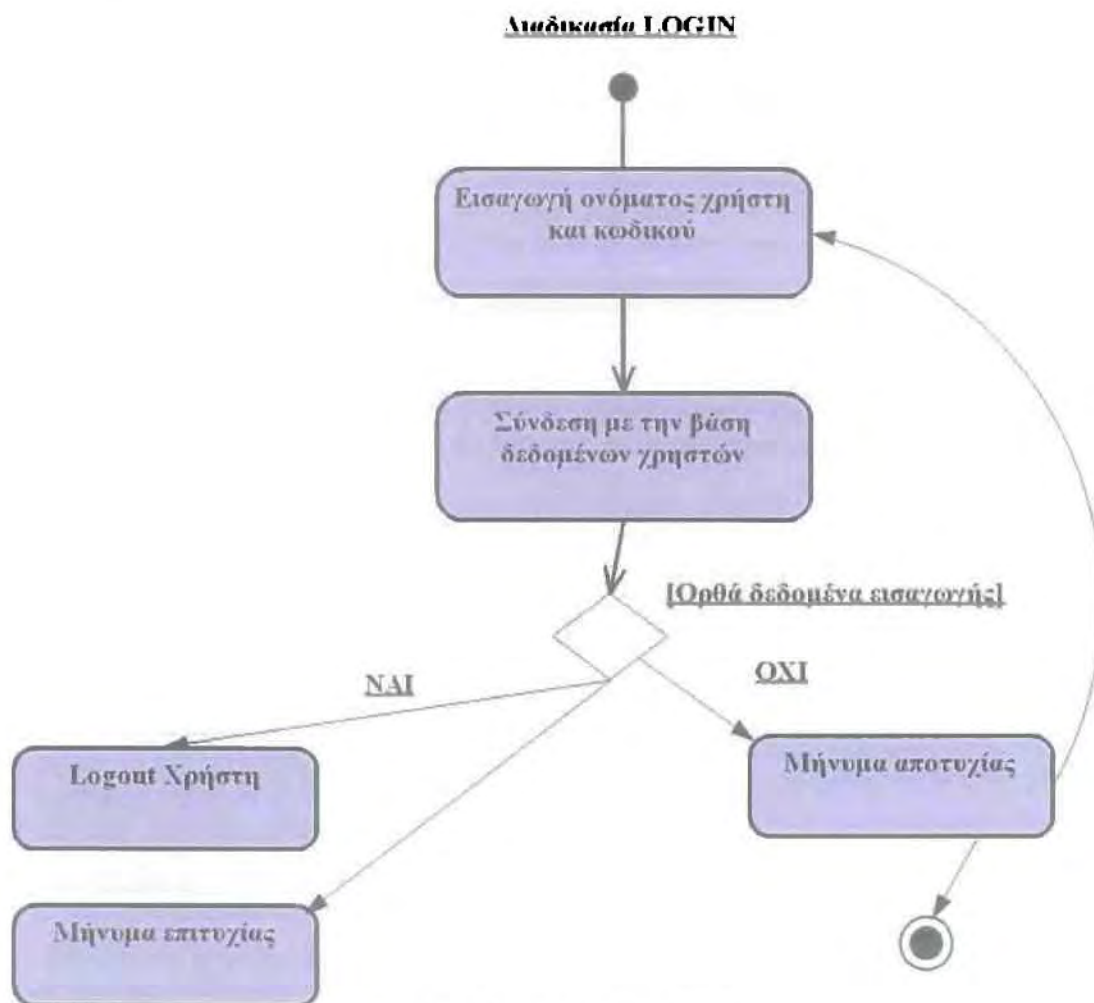 Διαδικασία LOGIN
Εισαγωγή ονόματος χρήστη
και κωδικού
Σύνδεση με την βάση
δεδομένων χρηστών
[Ορθά δεδομένα εισαγωγής]
ΝΑΙ
ΟΧΙ
Logout Χρήστη
Μήνυμα αποτυχίας
Μήνυμα επιτυχίας